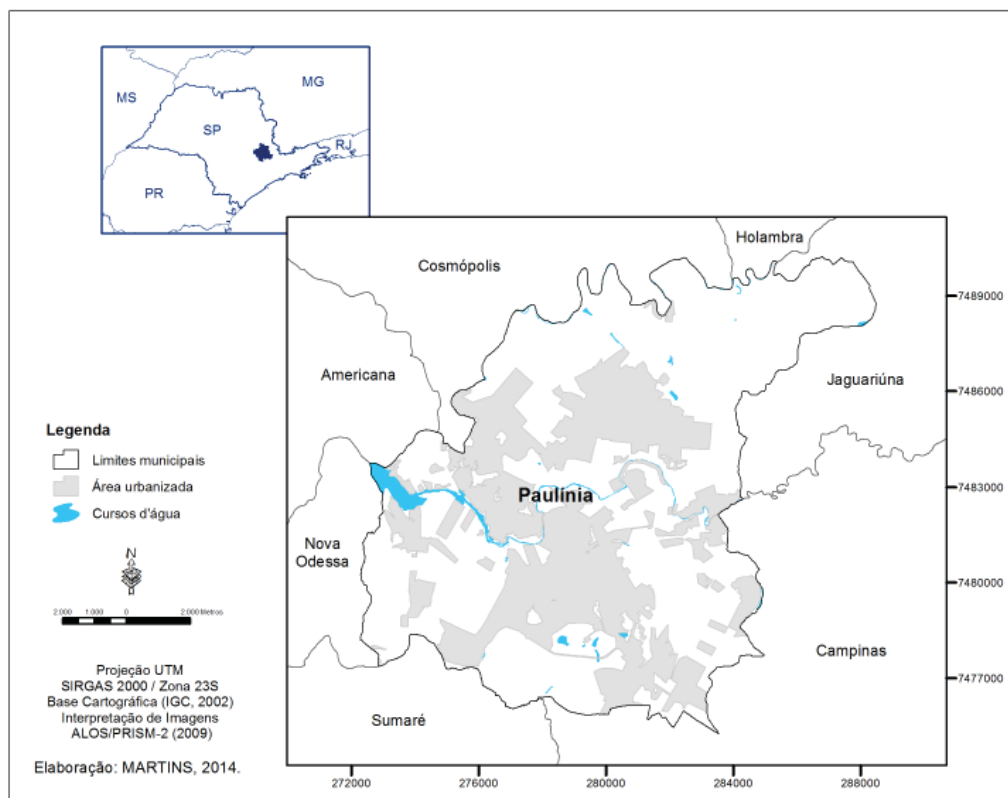 MS
MG
SP
RJ
PR
Holambra
Cosmópolis
7489000
Americana
Jaguariúna
7486000
Legenda
Limites municipais
Área urbanizada
Cursos d'água
Paulínia
7483000
Nova
Odessa
N
7480000
2.000 1.000 0 2.000 Metros
Campinas
Projeção UTM
SIRGAS 2000 / Zona 23S
Base Cartográfica (IGC, 2002)
Interpretação de Imagens
ALOS/PRISM-2 (2009)
7477000
Sumaré
Elaboração: MARTINS, 2014.
272000 276000 280000 284000 288000